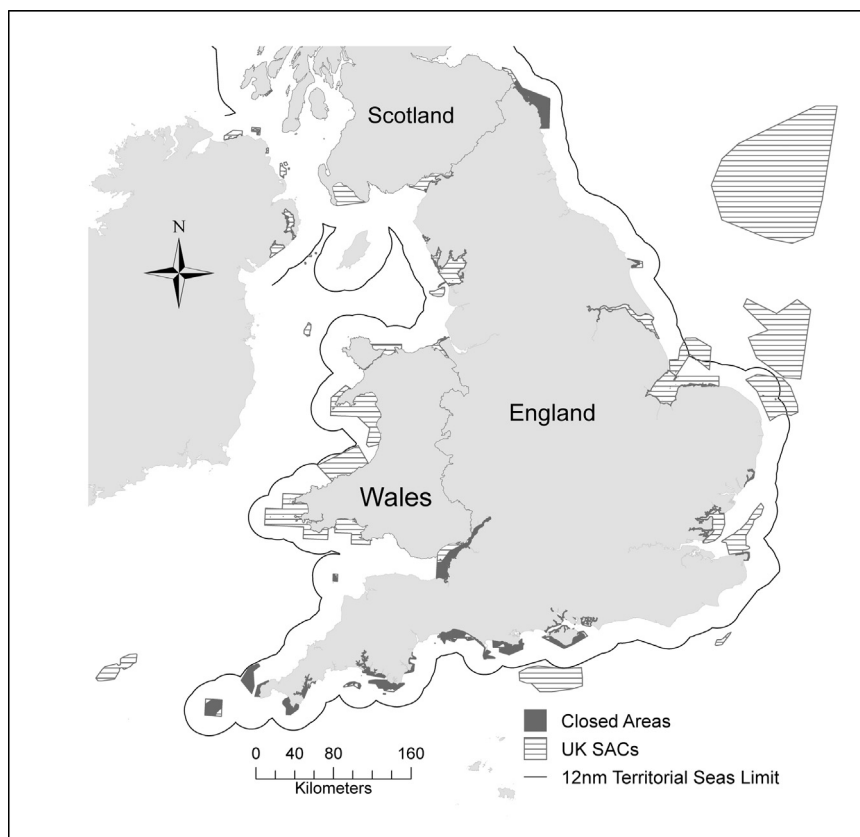 Scotland
N
England
Wales
Closed Areas
UK SACs
12nm Territorial Seas Limit
0 40 80 160
Kilometers